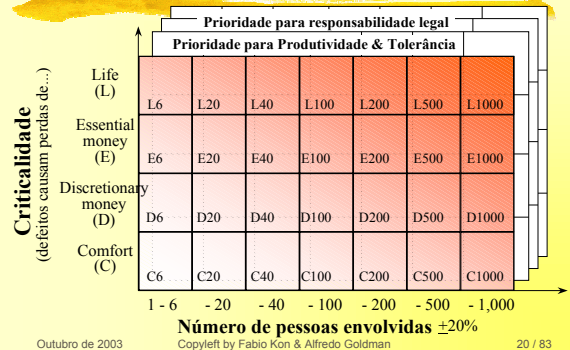 Prioridade para responsabilidade legal
Prioridade para Produtividade & Tolerância
Criticalidade
(defeitos causam perdas de...)
Life
(L)
L6 L20 L40 L100 L200 L500 L1000
Essential
money
(E)
E6 E20 E40 E100 E200 E500 E1000
Discretionary
money
(D)
D6 D20 D40 D100 D200 D500 D1000
Comfort
(C)
C6 C20 C40 C100 C200 C500 C1000
1 - 6 - 20 - 40 - 100 - 200 - 500 - 1,000
Número de pessoas envolvidas +20%
Outubro de 2003 Copyleft by Fabio Kon & Alfredo Goldman 20 / 83